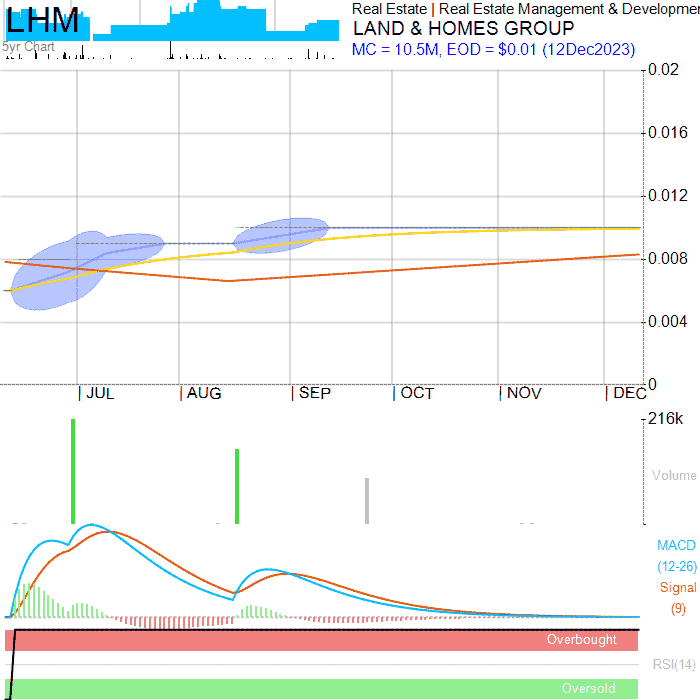 LHM
5yr Chart
Real Estate | Real Estate Management & Developmen
LAND & HOMES GROUP
MC = 10.5M, EOD = $0.01 (12Dec2023)
0.02
0.016
0.012
0.008
0.004
0
| JUL | AUG | SEP | OCT | NOV | DEC
216k
Volume
MACD
(12-26)
Signal
(9)
Overbought
RSI(14)
Oversold